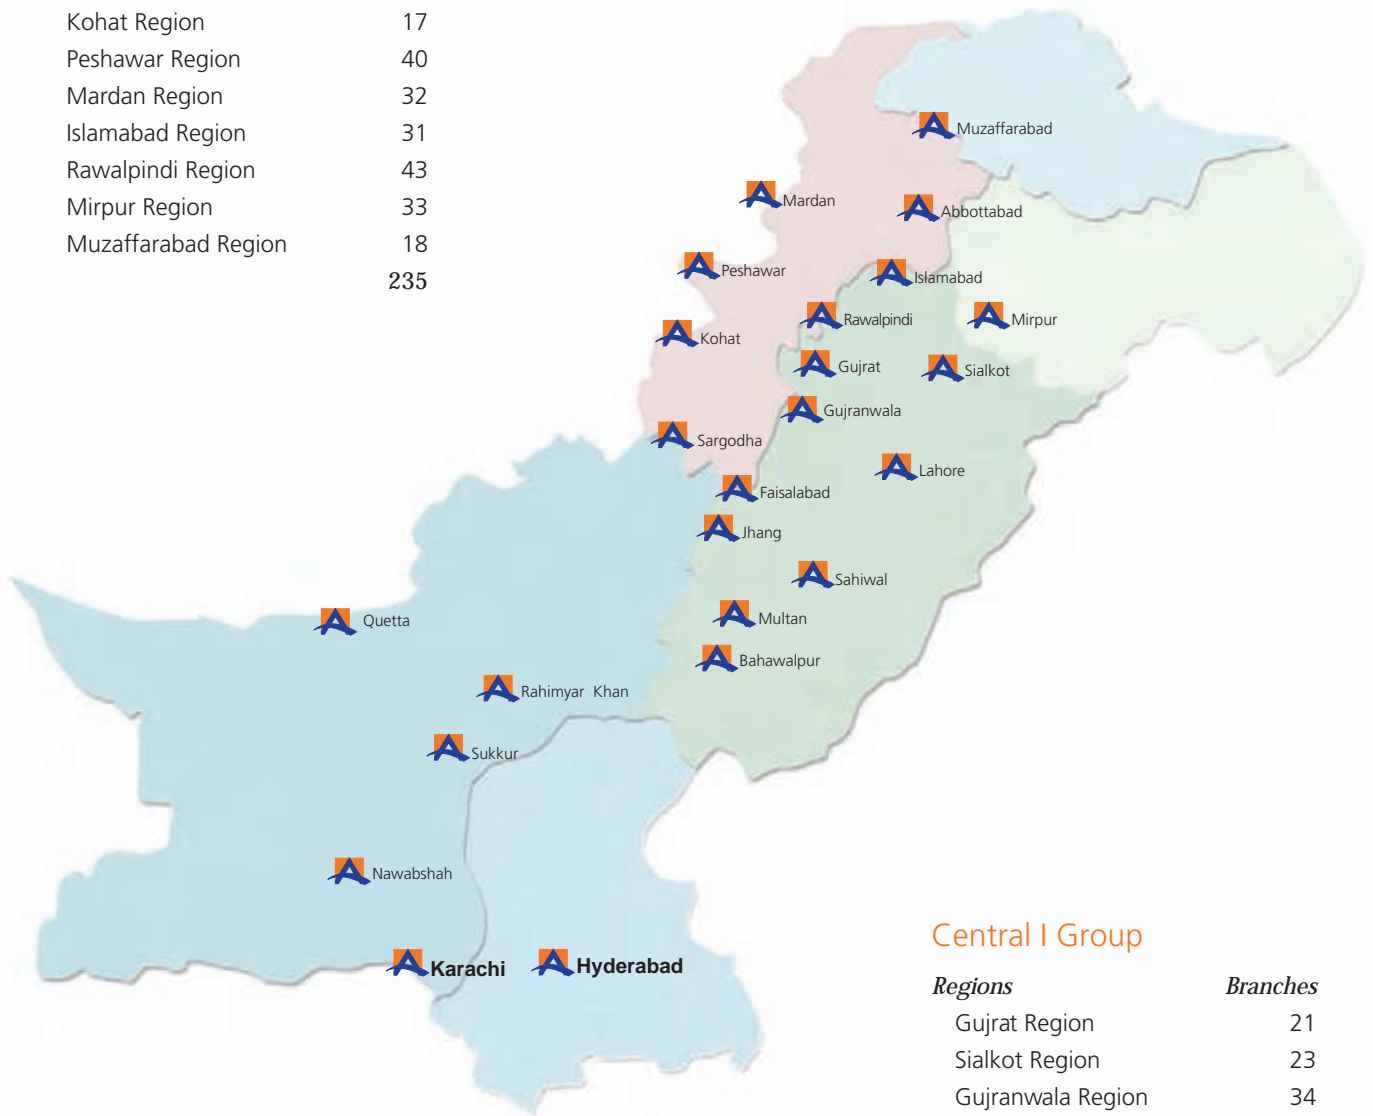 Kohat Region 17
Peshawar Region 40
Mardan Region 32
Islamabad Region 31
Rawalpindi Region 43
Mirpur Region 33
Muzaffarabad Region 18
235
Muzaffarabad
Mardan
Abbottabad
Peshawar
Islamabad
Rawalpindi
Mirpur
Kohat
Gujrat
Sialkot
Gujranwala
Sargodha
Lahore
Faisalabad
Jhang
Sahiwal
Quetta
Multan
Bahawalpur
Rahimyar Khan
Sukkur
Nawabshah
Karachi
Hyderabad
Central I Group
Regions Branches
Gujrat Region 21
Sialkot Region 23
Gujranwala Region 34